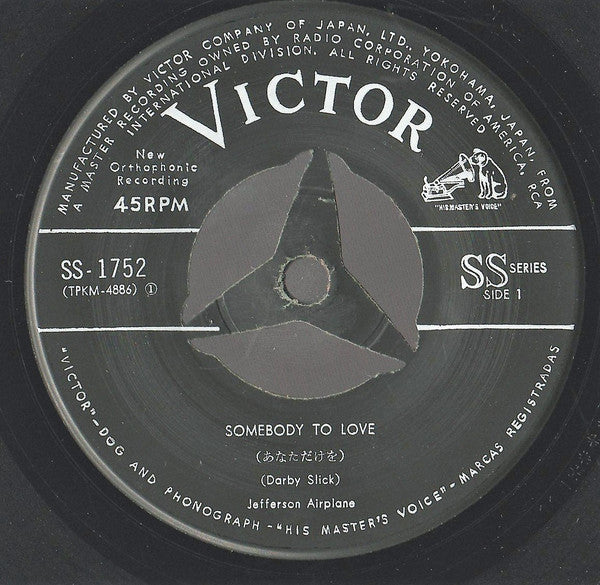 MANUFACTURED BY VICTOR COMPANY OF JAPAN, LTD., YOKOHAMA, JAPAN, FROM
A MASTER RECORDING OWNED BY RADIO CORPORATION OF AMERICA, RCA
INTERNATIONAL DIVISION. ALL RIGHTS RESERVED
VICTOR
New
Orthophonic
Recording
45RPM
"HIS MASTER'S VOICE"
SS-1752
(TPKM-4886) ①
SS SERIES
SIDE 1
SOMEBODY TO LOVE
(あなただけを)
(Darby Slick)
Jefferson Airplane
"VICTOR"–DOG AND PHONOGRAPH –"HIS MASTER'S VOICE"–MARCAS REGISTRADAS